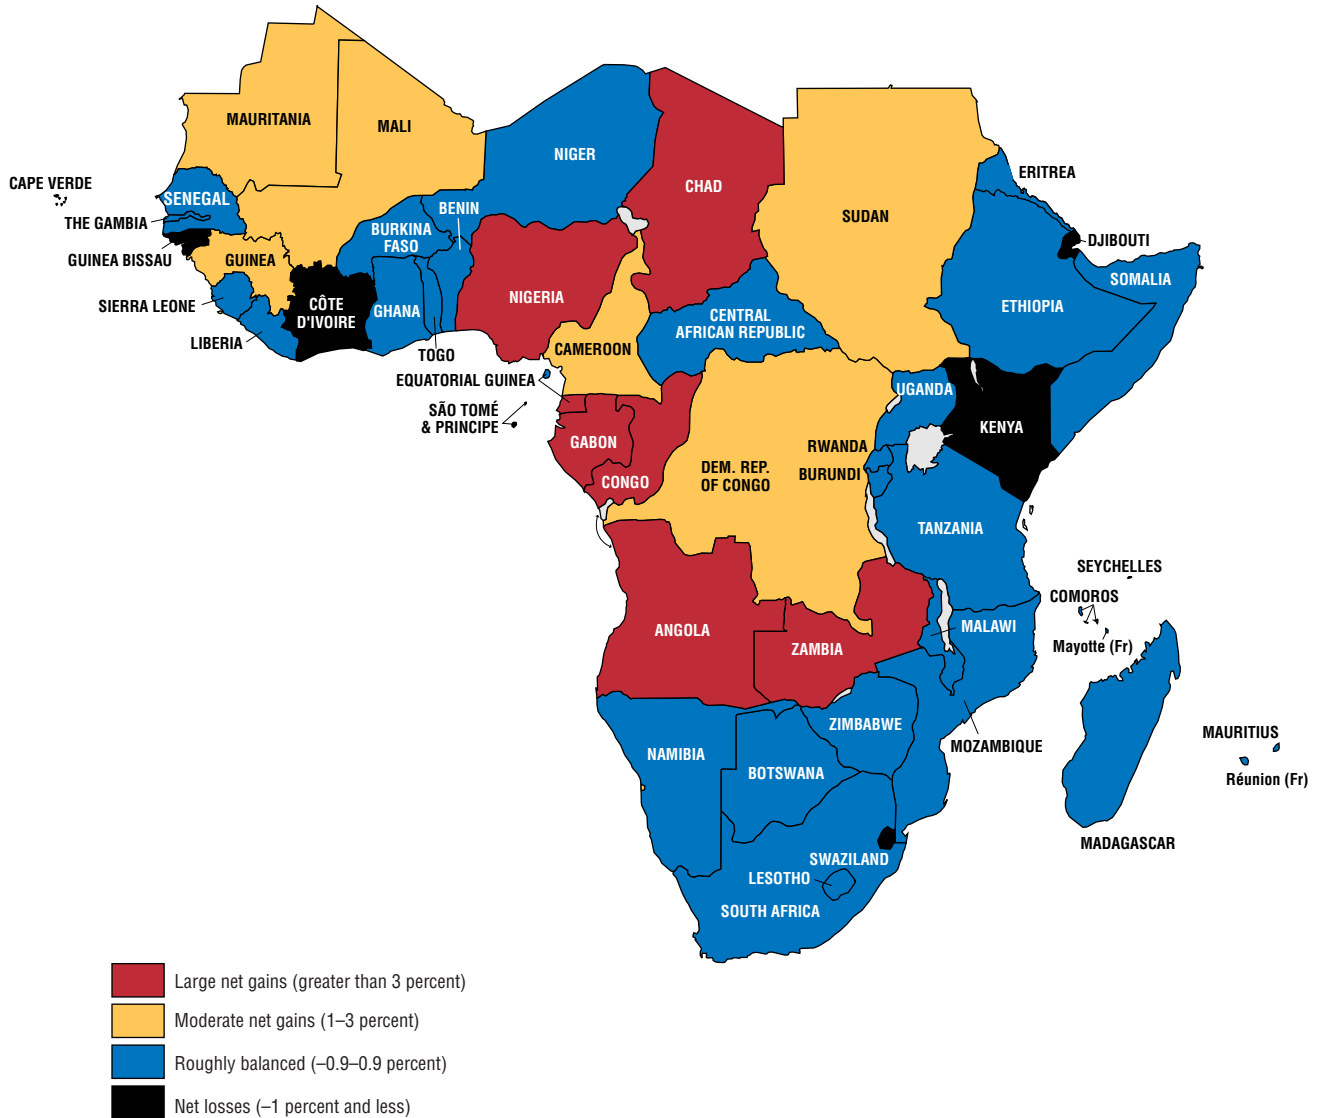 MAURITANIA
MALI
NIGER
CHAD
SUDAN
ERITREA
CAPE VERDE
SENEGAL
THE GAMBIA
BENIN
BURKINA
FASO
DJIBOUTI
GUINEA BISSAU
GUINEA
SOMALIA
NIGERIA
ETHIOPIA
SIERRA LEONE
CÔTE
D'IVOIRE
GHANA
CENTRAL
AFRICAN REPUBLIC
LIBERIA
TOGO
CAMEROON
EQUATORIAL GUINEA
UGANDA
SÃO TOMÉ
& PRINCIPE
KENYA
GABON
RWANDA
DEM. REP.
OF CONGO
BURUNDI
CONGO
TANZANIA
SEYCHELLES
COMOROS
ANGOLA
MALAWI
Mayotte (Fr)
ZAMBIA
ZIMBABWE
MAURITIUS
MOZAMBIQUE
NAMIBIA
BOTSWANA
Réunion (Fr)
MADAGASCAR
SWAZILAND
LESOTHO
SOUTH AFRICA
Large net gains (greater than 3 percent)
Moderate net gains (1–3 percent)
Roughly balanced (–0.9–0.9 percent)
Net losses (–1 percent and less)